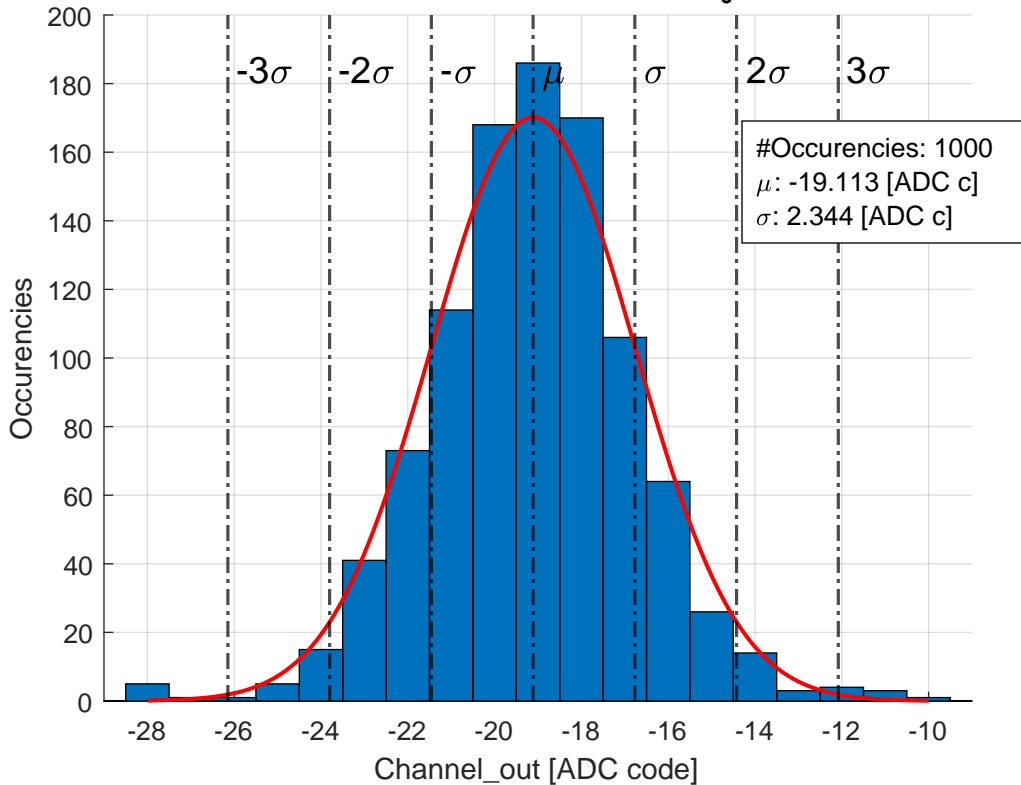 200
180
160
140
120
100
80
60
40
20
0
Occurencies
-3σ
-2σ
-σ
μ
σ
2σ
3σ
#Occurencies: 1000
μ: -19.113 [ADC c]
σ: 2.344 [ADC c]
-28
-26
-24
-22
-20
-18
-16
-14
-12
-10
Channel_out [ADC code]